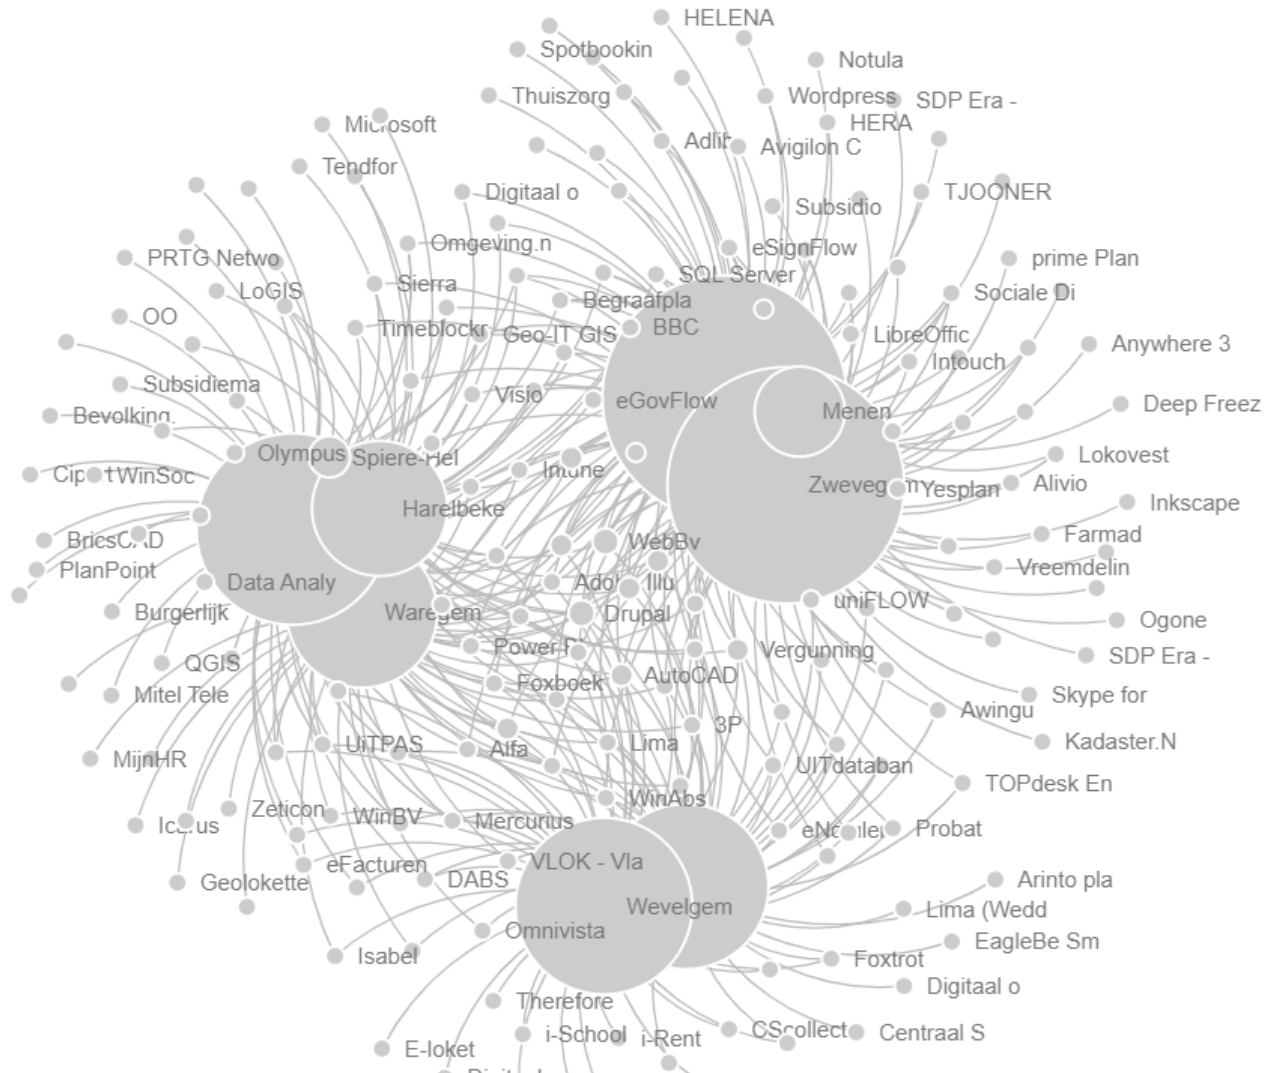 HELENA
Spotbookin
Notula
Thuiszorg
Wordpress
SDP Era -
HERA
Microsoft
Adlib
Avigilon C
Tendfor
Digitaal o
TJOONER
Subsidio
Omgeving.n
eSignFlow
PRTG Netwo
prime Plan
SQL Server
Sierra
LoGIS
Begraafpla
Sociale Di
OO
Timeblockr
Geo-IT GIS
BBC
LibreOffic
Anywhere 3
Intouch
Subsidiema
Visio
eGovFlow
Menen
Deep Freez
Bevolking.
Olympus
Spiere-Hel
Lokovest
WinSoc
Intune
Zwevegem
Yesplan
Alivio
Harelbeke
Inkscape
BricsCAD
WebBv
Farmad
PlanPoint
Data Analy
Illu
Vreemdelin
Burgerlijk
Waregem
Drupal
uniFLOW
Ogone
QGIS
Vergunning
SDP Era -
Mitel Tele
Foxboek
AutoCAD
Skype for
Awingu
UiTPAS
Alfa
Lima
3P
Kadaster.N
MijnHR
UITdataban
TOPdesk En
WinAbs
Icarus
Zeticon
WinBV
Mercurius
Probat
Geolokette
eFacturen
DABS
VLOK - Vla
Arinto pla
Wevelgem
Lima (Wedd
Omnivista
Isabel
EagleBe Sm
Foxtrot
Digitaal o
Therefore
i-School
i-Rent
CScollect
Centraal S
E-loket